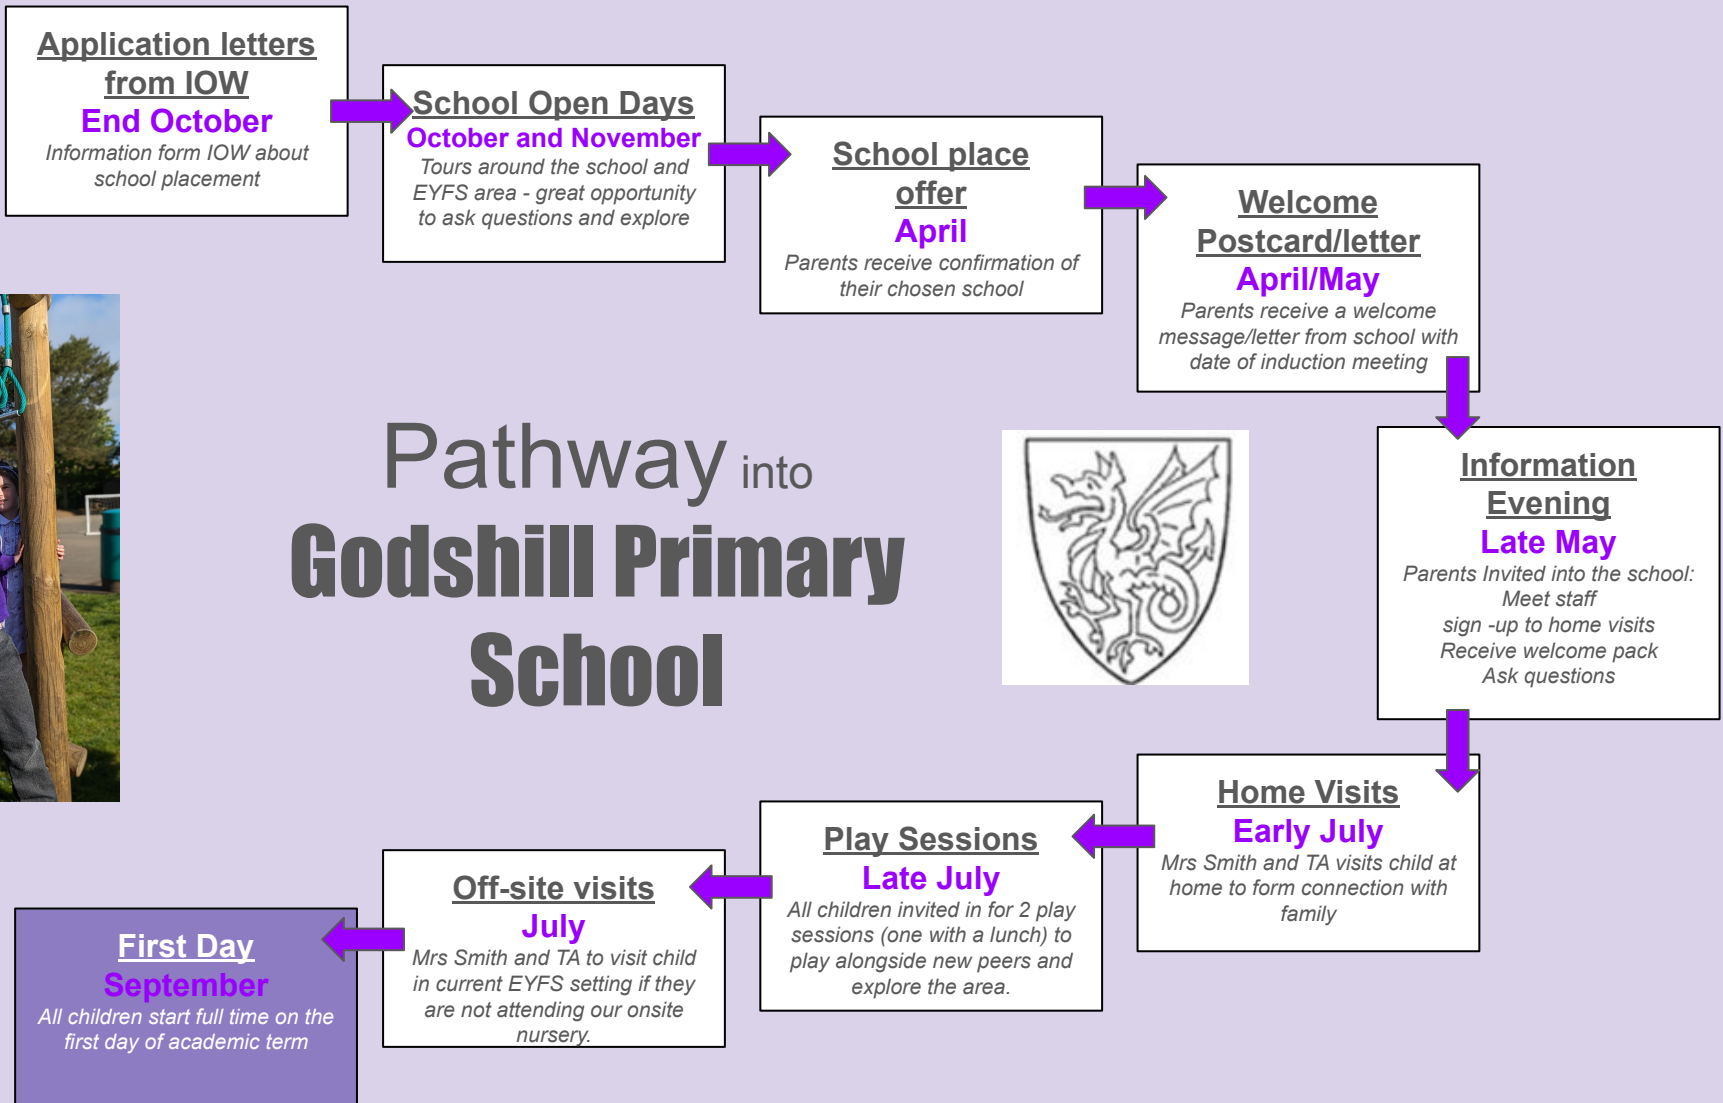 Application letters
from IOW
End October
Information form IOW about
school placement
School Open Days
October and November
Tours around the school and
EYFS area - great opportunity
to ask questions and explore
School place
offer
April
Parents receive confirmation of
their chosen school
Welcome
Postcard/letter
April/May
Parents receive a welcome
message/letter from school with
date of induction meeting
Information
Evening
Late May
Parents Invited into the school:
Meet staff
sign -up to home visits
Receive welcome pack
Ask questions
Pathway into
Godshill Primary
School
Home Visits
Early July
Mrs Smith and TA visits child at
home to form connection with
family
Play Sessions
Late July
All children invited in for 2 play
sessions (one with a lunch) to
play alongside new peers and
explore the area.
Off-site visits
July
Mrs Smith and TA to visit child
in current EYFS setting if they
are not attending our onsite
nursery.
First Day
September
All children start full time on the
first day of academic term